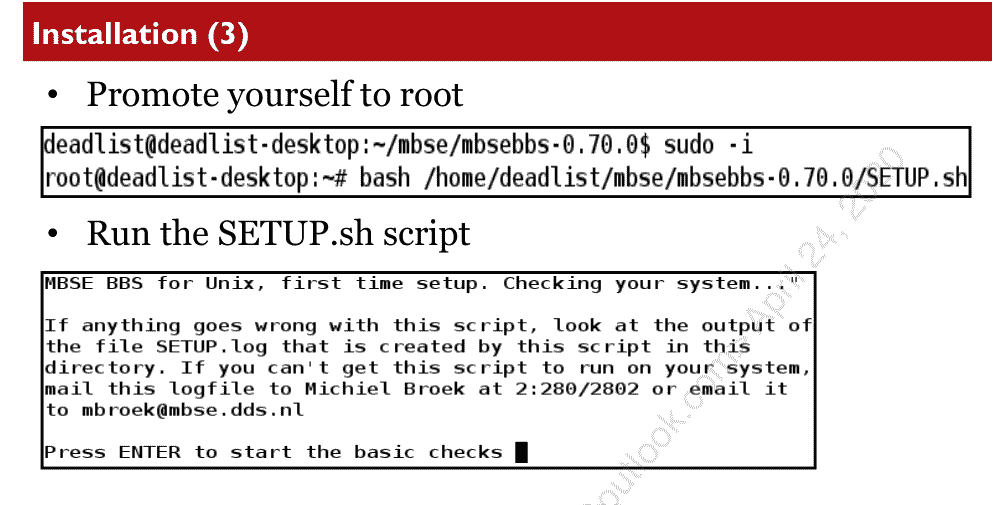 Installation (3)
• Promote yourself to root
deadlist@deadlist-desktop:~/mbse/mbsebbs-0.70.0$ sudo -i
root@deadlist-desktop:~# bash /home/deadlist/mbse/mbsebbs-0.70.0/SETUP.sh
• Run the SETUP.sh script
MBSE BBS for Unix, first time setup. Checking your system..."
If anything goes wrong with this script, look at the output of
the file SETUP.log that is created by this script in this
directory. If you can't get this script to run on your system,
mail this logfile to Michiel Broek at 2:280/2802 or email it
to mbroek@mbse.dds.nl
Press ENTER to start the basic checks
outlook.com> April 24, 2000